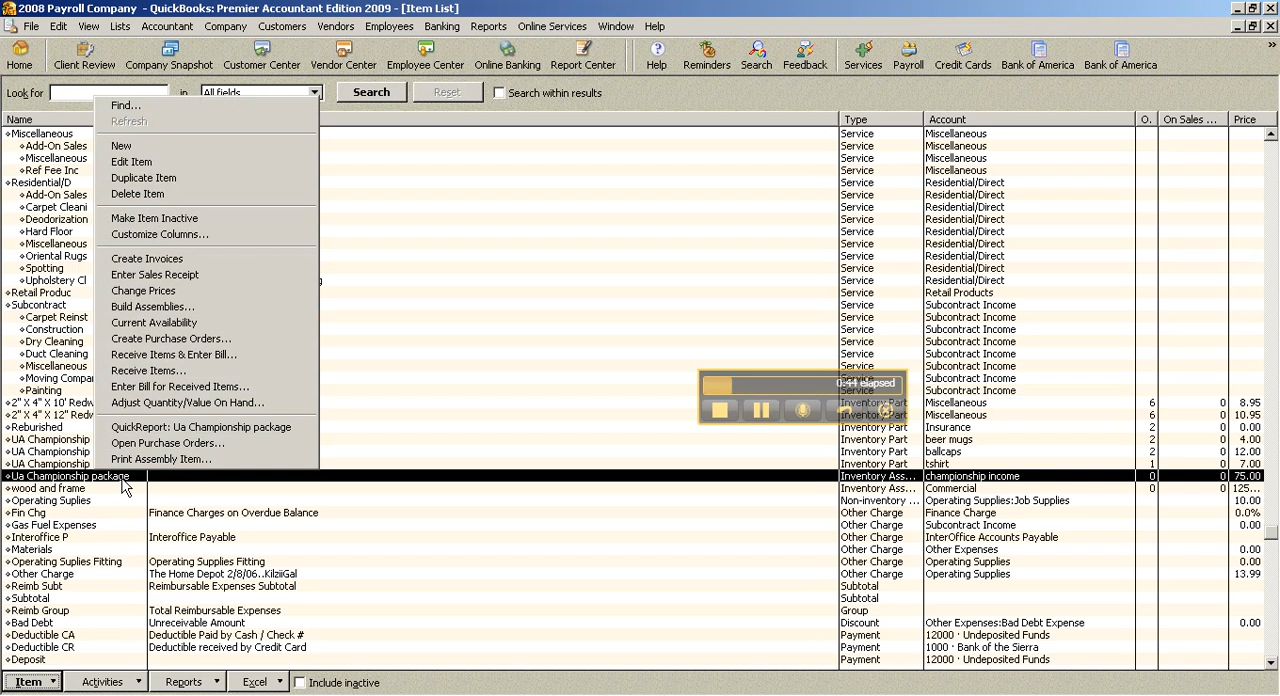 2008 Payroll Company - QuickBooks: Premier Accountant Edition 2009 - [Item List]
File Edit View Lists Accountant Company Customers Vendors Employees Banking Reports Online Services Window Help
Home Client Review Company Snapshot Customer Center Vendor Center Employee Center Online Banking Report Center Help Reminders Search Feedback Services Payroll Credit Cards Bank of America Bank of America
Look for in All fields Search Reset Search within results
Name Type Account O. On Sales ... Price
Miscellaneous Service Miscellaneous
Add-On Sales Service Miscellaneous
Miscellaneous Service Miscellaneous
Ref Fee Inc Service Miscellaneous
Residential/D Service Residential/Direct
Add-On Sales Service Residential/Direct
Carpet Cleani Service Residential/Direct
Deodorization Service Residential/Direct
Hard Floor Service Residential/Direct
Miscellaneous Service Residential/Direct
Oriental Rugs Service Residential/Direct
Spotting Service Residential/Direct
Upholstery Cl Service Residential/Direct
Retail Produc Service Retail Products
Subcontract Service Subcontract Income
Carpet Reinst Service Subcontract Income
Construction Service Subcontract Income
Dry Cleaning Service Subcontract Income
Duct Cleaning Service Subcontract Income
Miscellaneous Service Subcontract Income
Moving Compa Service Subcontract Income
Painting Service Subcontract Income
2" X 4" X 10' Redw Inventory Part Miscellaneous 6 0 8.95
2" X 4" X 12' Redw Inventory Part Miscellaneous 6 0 10.95
Reburished Inventory Part Insurance 2 0 0.00
UA Championship Inventory Part beer mugs 2 0 4.00
UA Championship Inventory Part ballcaps 2 0 12.00
UA Championship Inventory Part tshirt 1 0 7.00
Ua Championship package Inventory Ass... championship income 0 0 75.00
wood and frame Inventory Ass... Commercial 0 0 125...
Operating Suplies Non-inventory ... Operating Supplies:Job Supplies 10.00
Fin Chg Finance Charges on Overdue Balance Other Charge Finance Charge 0.0%
Gas Fuel Expenses Other Charge Subcontract Income 0.00
Interoffice P Interoffice Payable Other Charge InterOffice Accounts Payable
Materials Other Charge Other Expenses 0.00
Operating Suplies Fitting Operating Suplies Fitting Other Charge Operating Supplies 0.00
Other Charge The Home Depot 2/8/06..KilziiGal Other Charge Operating Supplies 13.99
Reimb Subt Reimbursable Expenses Subtotal Subtotal
Subtotal Subtotal
Reimb Group Total Reimbursable Expenses Group
Bad Debt Unreceivable Amount Discount Other Expenses:Bad Debt Expense 0.00
Deductible CA Deductible Paid by Cash / Check # Payment 12000 · Undeposited Funds
Deductible CR Deductible received by Credit Card Payment 1000 · Bank of the Sierra
Deposit Payment 12000 · Undeposited Funds
Find...
Refresh
New
Edit Item
Duplicate Item
Delete Item
Make Item Inactive
Customize Columns...
Create Invoices
Enter Sales Receipt
Change Prices
Build Assemblies...
Current Availability
Create Purchase Orders...
Receive Items & Enter Bill...
Receive Items...
Enter Bill for Received Items...
Adjust Quantity/Value On Hand...
QuickReport: Ua Championship package
Open Purchase Orders...
Print Assembly Item...
0:44 elapsed
Item Activities Reports Excel Include inactive